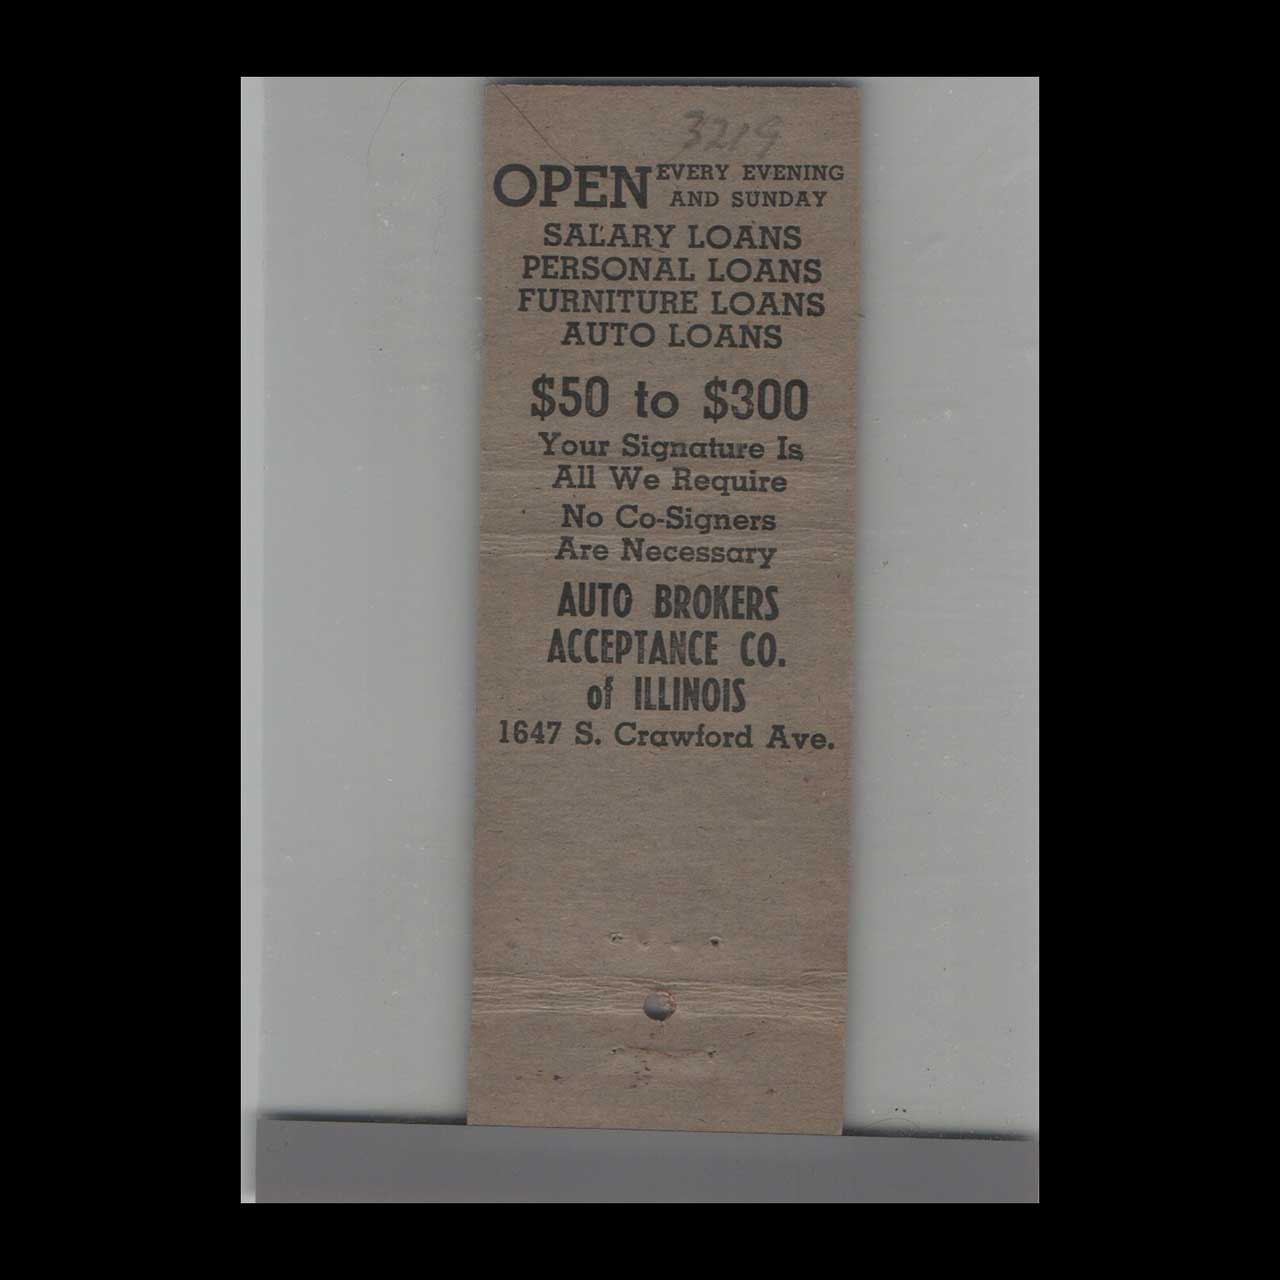 3219
OPEN EVERY EVENING
AND SUNDAY
SALARY LOANS
PERSONAL LOANS
FURNITURE LOANS
AUTO LOANS
$50 to $300
Your Signature Is
All We Require
No Co-Signers
Are Necessary
AUTO BROKERS
ACCEPTANCE CO.
of ILLINOIS
1647 S. Crawford Ave.